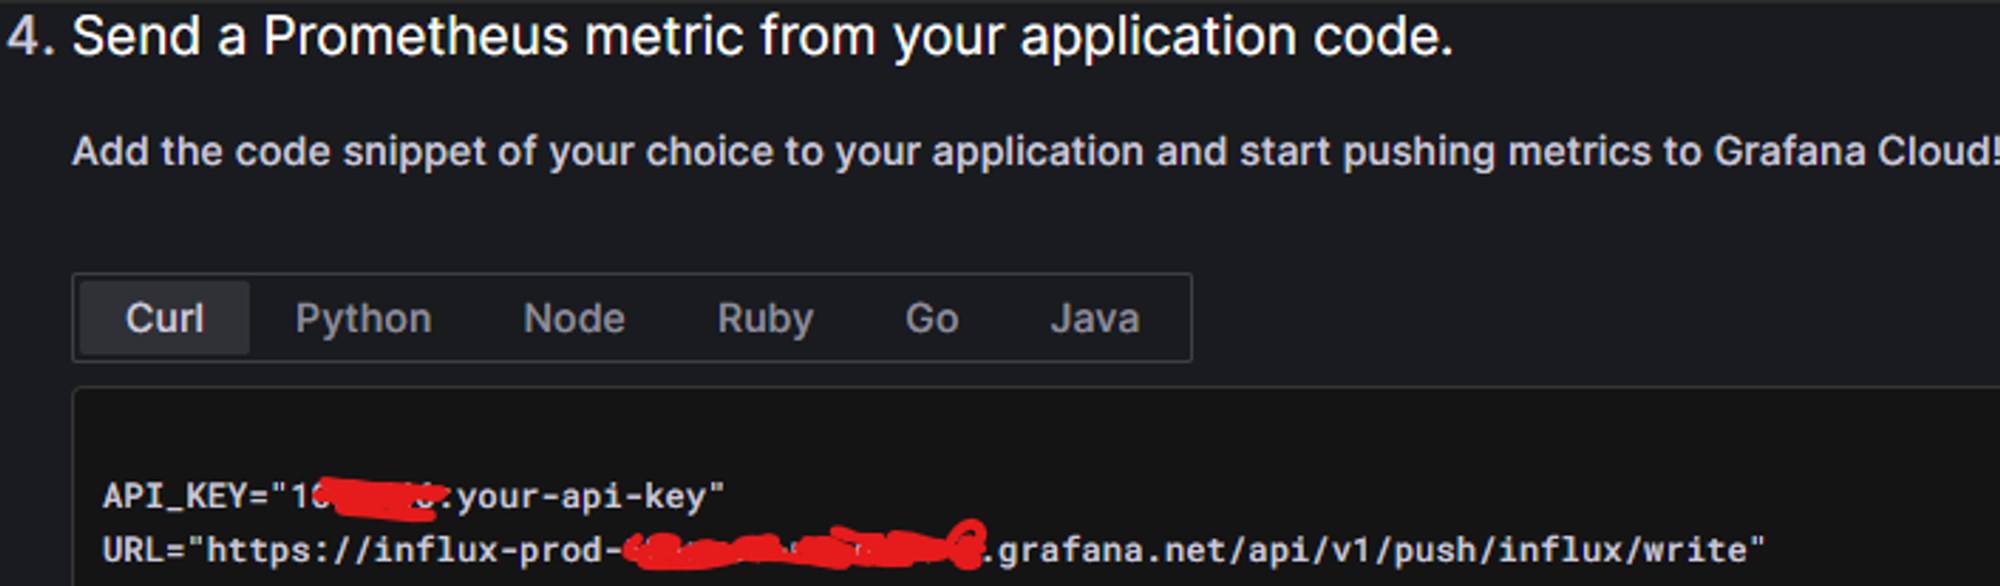 4. Send a Prometheus metric from your application code.
Add the code snippet of your choice to your application and start pushing metrics to Grafana Cloud!
Curl Python Node Ruby Go Java
API_KEY="1 :your-api-key"
URL="https://influx-prod- .grafana.net/api/v1/push/influx/write"